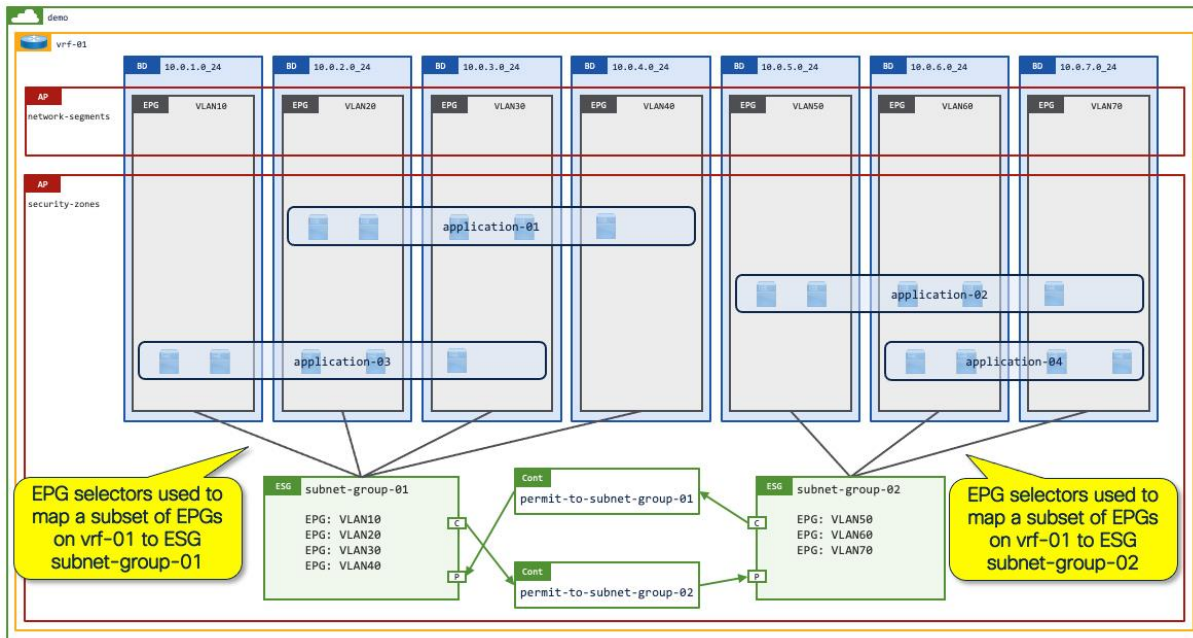 demo
vrf-01
BD 10.0.1.0_24
BD 10.0.2.0_24
BD 10.0.3.0_24
BD 10.0.4.0_24
BD 10.0.5.0_24
BD 10.0.6.0_24
BD 10.0.7.0_24
AP
network-segments
EPG VLAN10
EPG VLAN20
EPG VLAN30
EPG VLAN40
EPG VLAN50
EPG VLAN60
EPG VLAN70
AP
security-zones
application-01
application-02
application-03
application-04
EPG selectors used to
map a subset of EPGs
on vrf-01 to ESG
subnet-group-01
ESG subnet-group-01
EPG: VLAN10
EPG: VLAN20
EPG: VLAN30
EPG: VLAN40
C
P
Cont
permit-to-subnet-group-01
Cont
permit-to-subnet-group-02
ESG subnet-group-02
EPG: VLAN50
EPG: VLAN60
EPG: VLAN70
C
P
EPG selectors used to
map a subset of EPGs
on vrf-01 to ESG
subnet-group-02